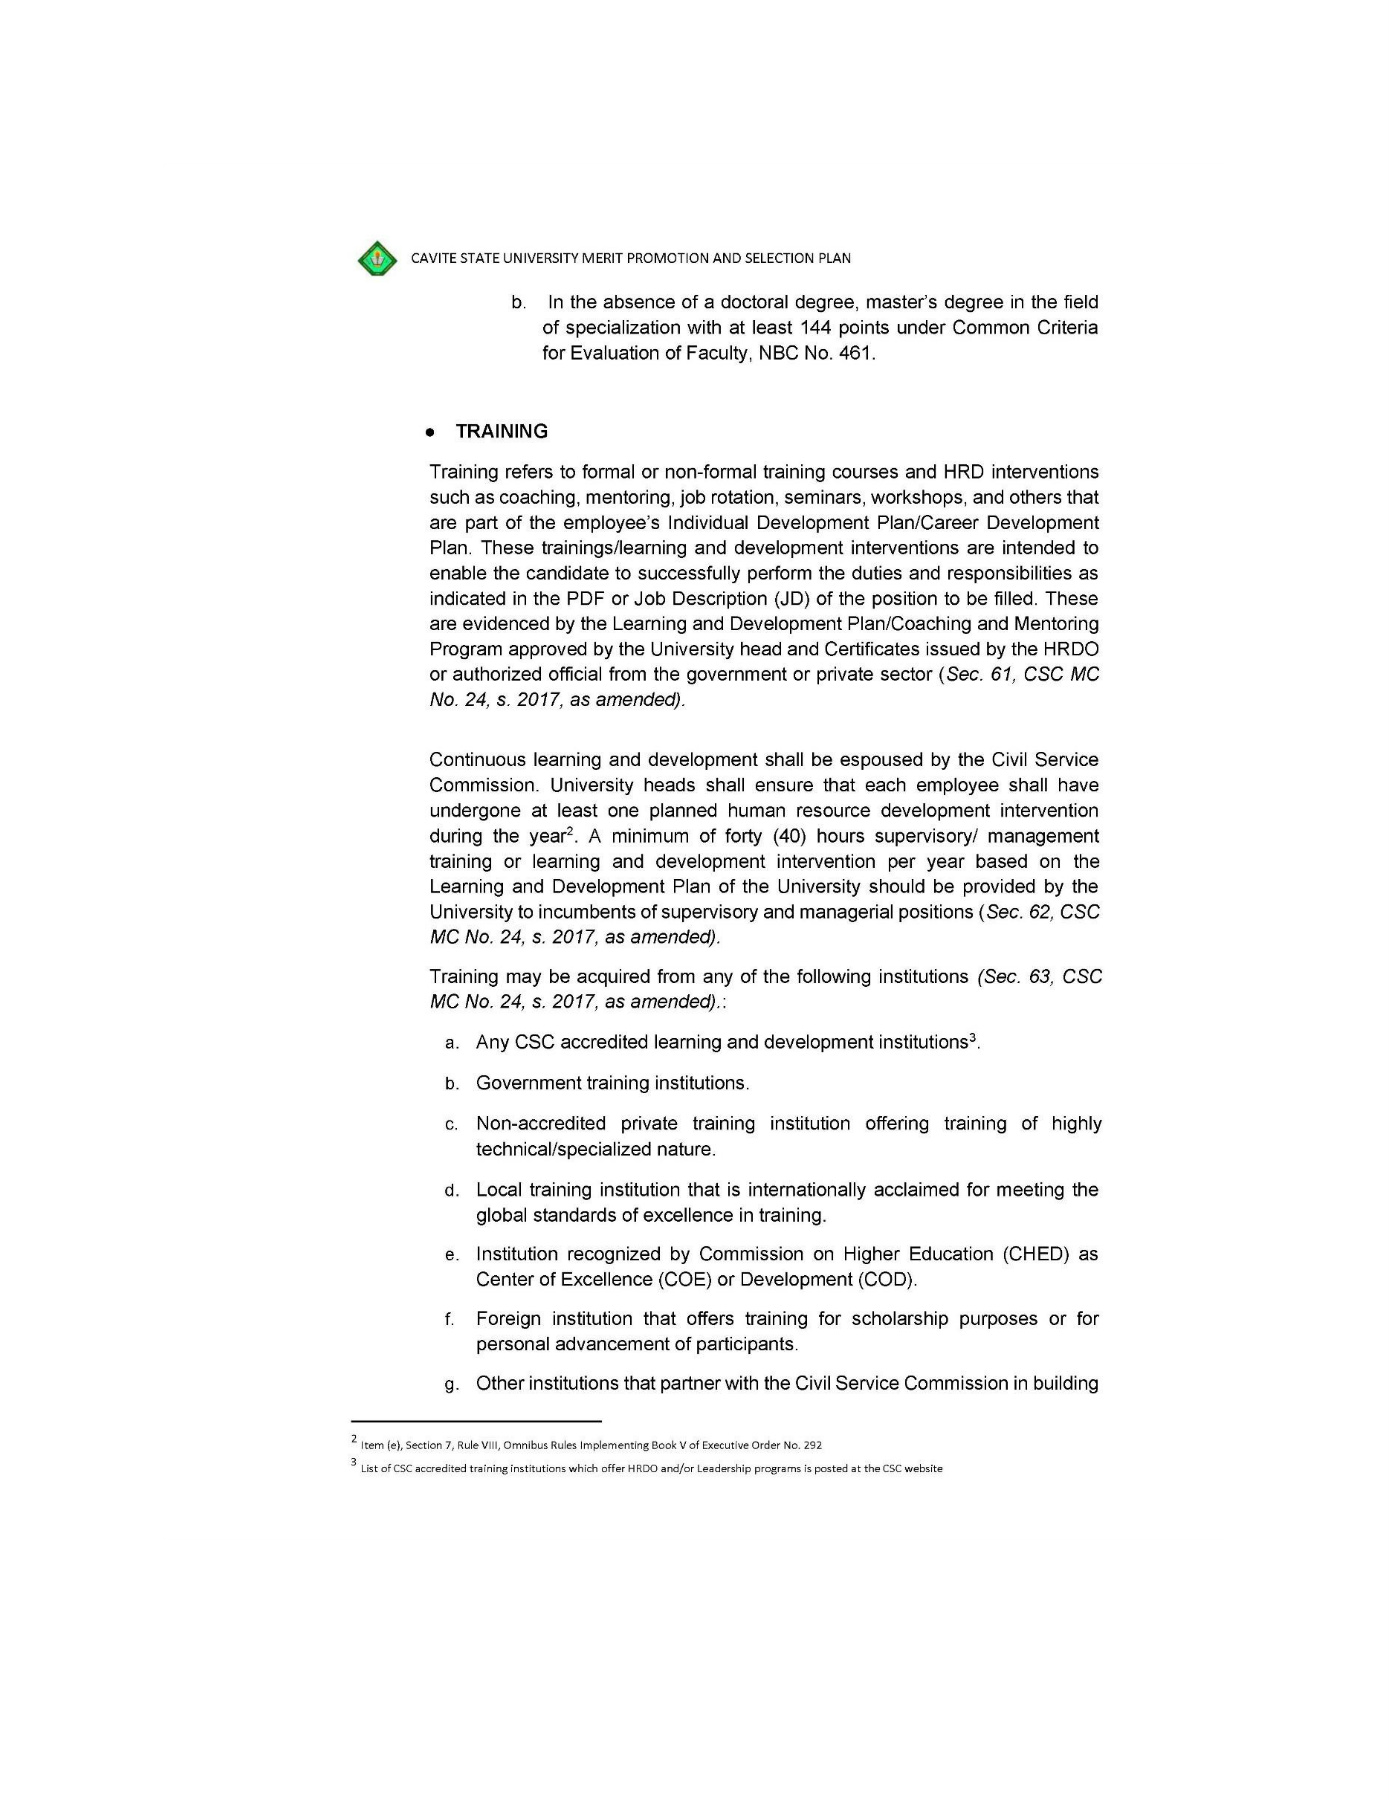 CAVITE STATE UNIVERSITY MERIT PROMOTION AND SELECTION PLAN
b. In the absence of a doctoral degree, master's degree in the field
of specialization with at least 144 points under Common Criteria
for Evaluation of Faculty, NBC No. 461.
● TRAINING
Training refers to formal or non-formal training courses and HRD interventions
such as coaching, mentoring, job rotation, seminars, workshops, and others that
are part of the employee's Individual Development Plan/Career Development
Plan. These trainings/learning and development interventions are intended to
enable the candidate to successfully perform the duties and responsibilities as
indicated in the PDF or Job Description (JD) of the position to be filled. These
are evidenced by the Learning and Development Plan/Coaching and Mentoring
Program approved by the University head and Certificates issued by the HRDO
or authorized official from the government or private sector (Sec. 61, CSC MC
No. 24, s. 2017, as amended).
Continuous learning and development shall be espoused by the Civil Service
Commission. University heads shall ensure that each employee shall have
undergone at least one planned human resource development intervention
during the year². A minimum of forty (40) hours supervisory/ management
training or learning and development intervention per year based on the
Learning and Development Plan of the University should be provided by the
University to incumbents of supervisory and managerial positions (Sec. 62, CSC
MC No. 24, s. 2017, as amended).
Training may be acquired from any of the following institutions (Sec. 63, CSC
MC No. 24, s. 2017, as amended).:
a. Any CSC accredited learning and development institutions³.
b. Government training institutions.
c. Non-accredited private training institution offering training of highly
technical/specialized nature.
d. Local training institution that is internationally acclaimed for meeting the
global standards of excellence in training.
e. Institution recognized by Commission on Higher Education (CHED) as
Center of Excellence (COE) or Development (COD).
f. Foreign institution that offers training for scholarship purposes or for
personal advancement of participants.
g. Other institutions that partner with the Civil Service Commission in building
2 Item (e), Section 7, Rule VIII, Omnibus Rules Implementing Book V of Executive Order No. 292
3 List of CSC accredited training institutions which offer HRDO and/or Leadership programs is posted at the CSC website